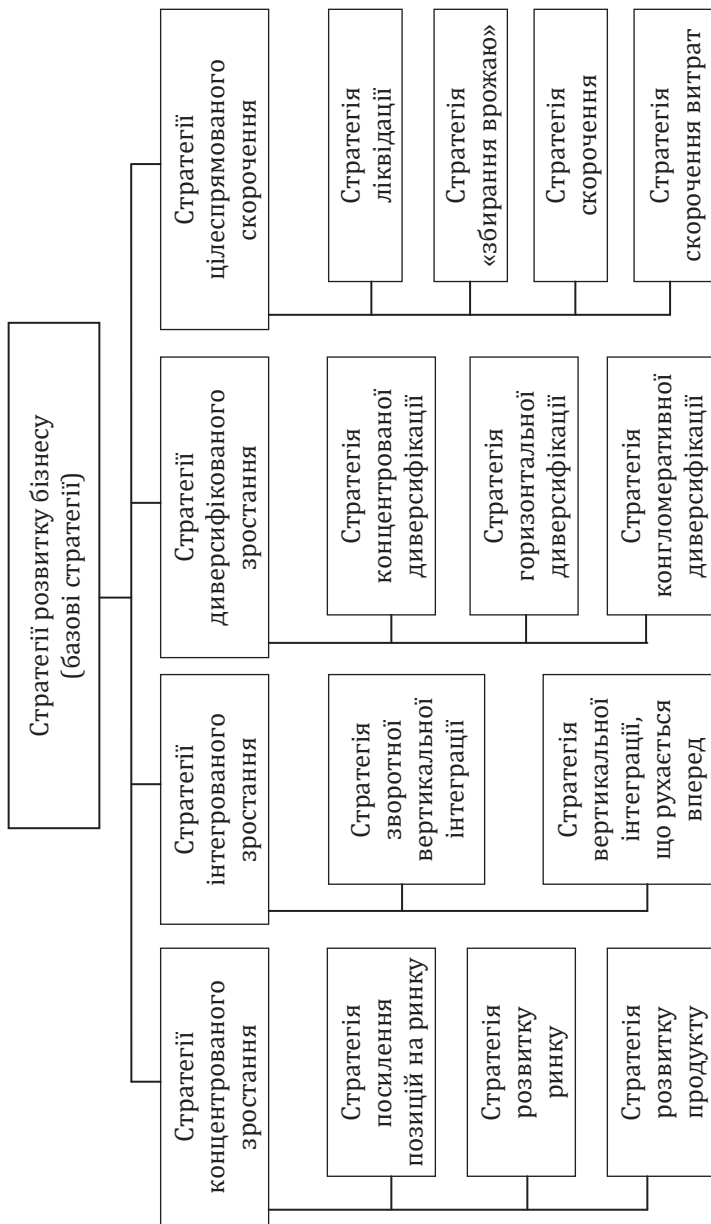 Стратегії розвитку бізнесу
(базові стратегії)
Стратегії
концентрованого
зростання
Стратегія
посилення
позицій на ринку
Стратегія
розвитку
ринку
Стратегія
розвитку
продукту
Стратегії
інтегрованого
зростання
Стратегія
зворотної
вертикальної
інтеграції
Стратегія
вертикальної
інтеграції,
що рухається
вперед
Стратегії
диверсифікованого
зростання
Стратегія
концентрованої
диверсифікації
Стратегія
горизонтальної
диверсифікації
Стратегія
конгломеративної
диверсифікації
Стратегії
цілеспрямованого
скорочення
Стратегія
ліквідації
Стратегія
«збирання врожаю»
Стратегія
скорочення
Стратегія
скорочення витрат